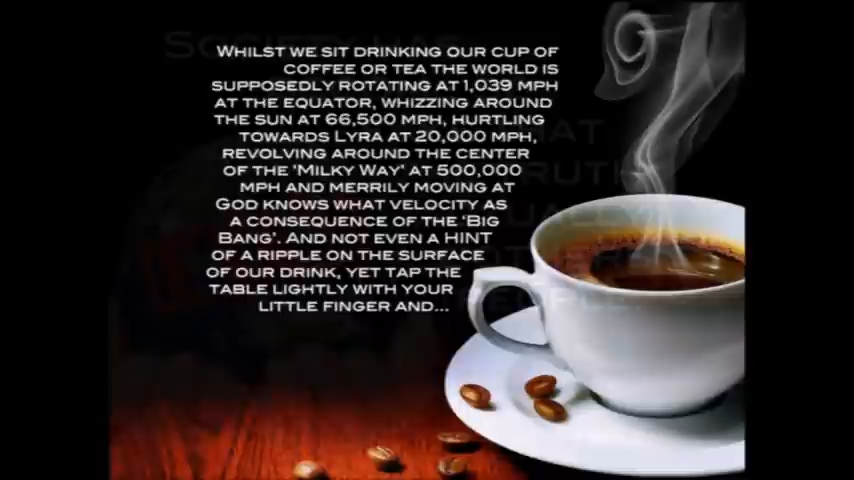 Society has
Whilst we sit drinking our cup of
coffee or tea the world is
supposedly rotating at 1,039 mph
at the equator, whizzing around
the sun at 66,500 mph, hurtling
towards Lyra at 20,000 mph,
revolving around the center
of the 'Milky Way' at 500,000
mph and merrily moving at
God knows what velocity as
a consequence of the 'Big
Bang'. And not even a hint
of a ripple on the surface
of our drink, yet tap the
table lightly with your
little finger and...